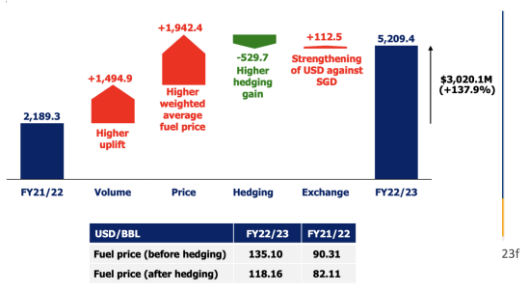 +1,942.4
+112.5
5,209.4
-529.7
Higher
hedging
gain
Strengthening
of USD against
SGD
+1,494.9
Higher
weighted
average
fuel price
$3,020.1M
(+137.9%)
2,189.3
Higher
uplift
FY21/22 Volume Price Hedging Exchange FY22/23
USD/BBL FY22/23 FY21/22
Fuel price (before hedging) 135.10 90.31
Fuel price (after hedging) 118.16 82.11
23f